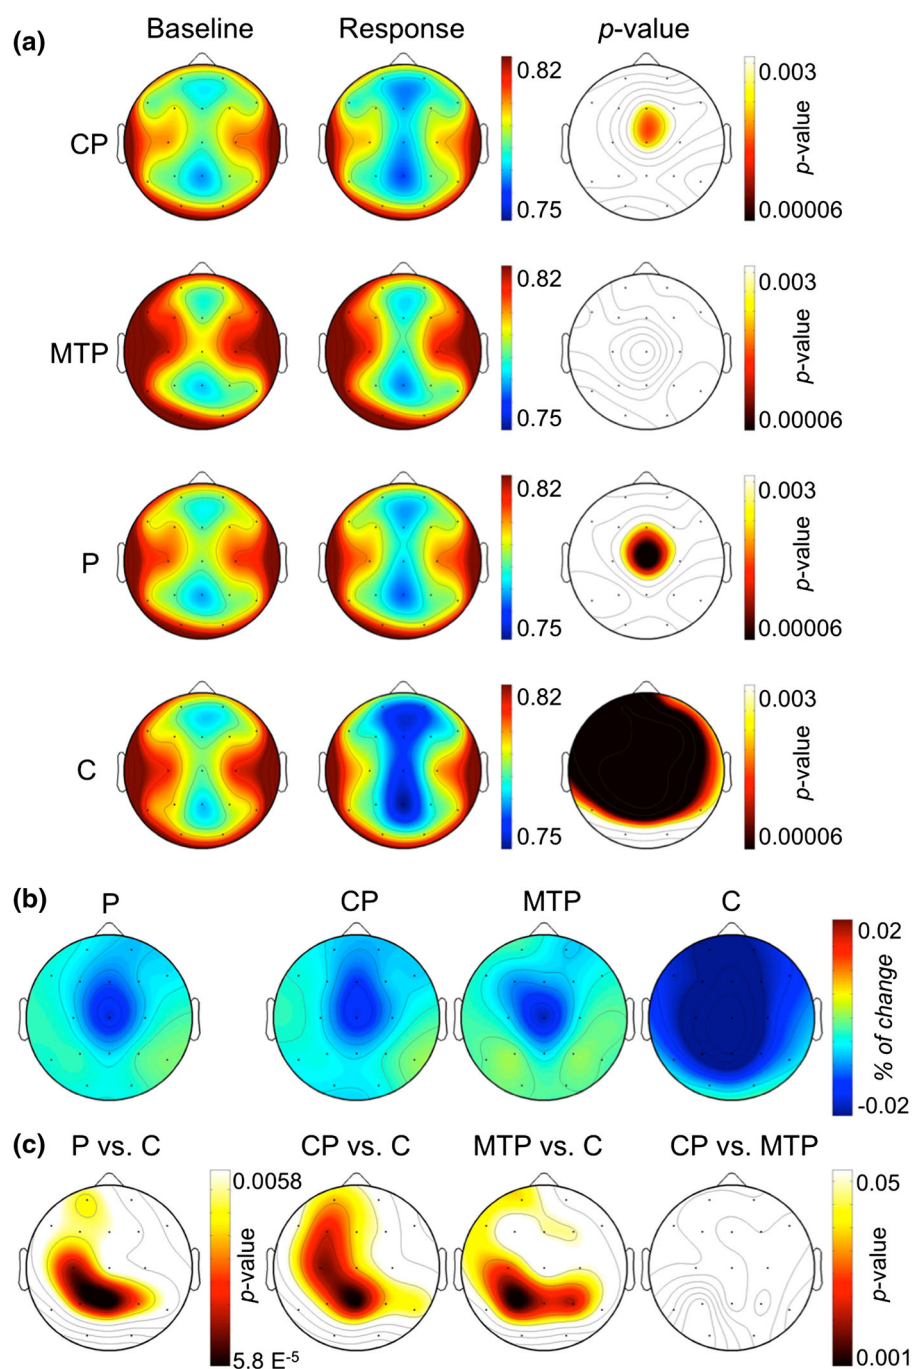 (a)
Baseline Response p-value
CP 0.82 0.75 0.003 0.00006 p-value
MTP 0.82 0.75 0.003 0.00006 p-value
P 0.82 0.75 0.003 0.00006 p-value
C 0.82 0.75 0.003 0.00006 p-value
(b)
P CP MTP C
0.02 -0.02 % of change
(c)
P vs. C CP vs. C MTP vs. C CP vs. MTP
0.0058 5.8 E-5 p-value 0.05 0.001 p-value